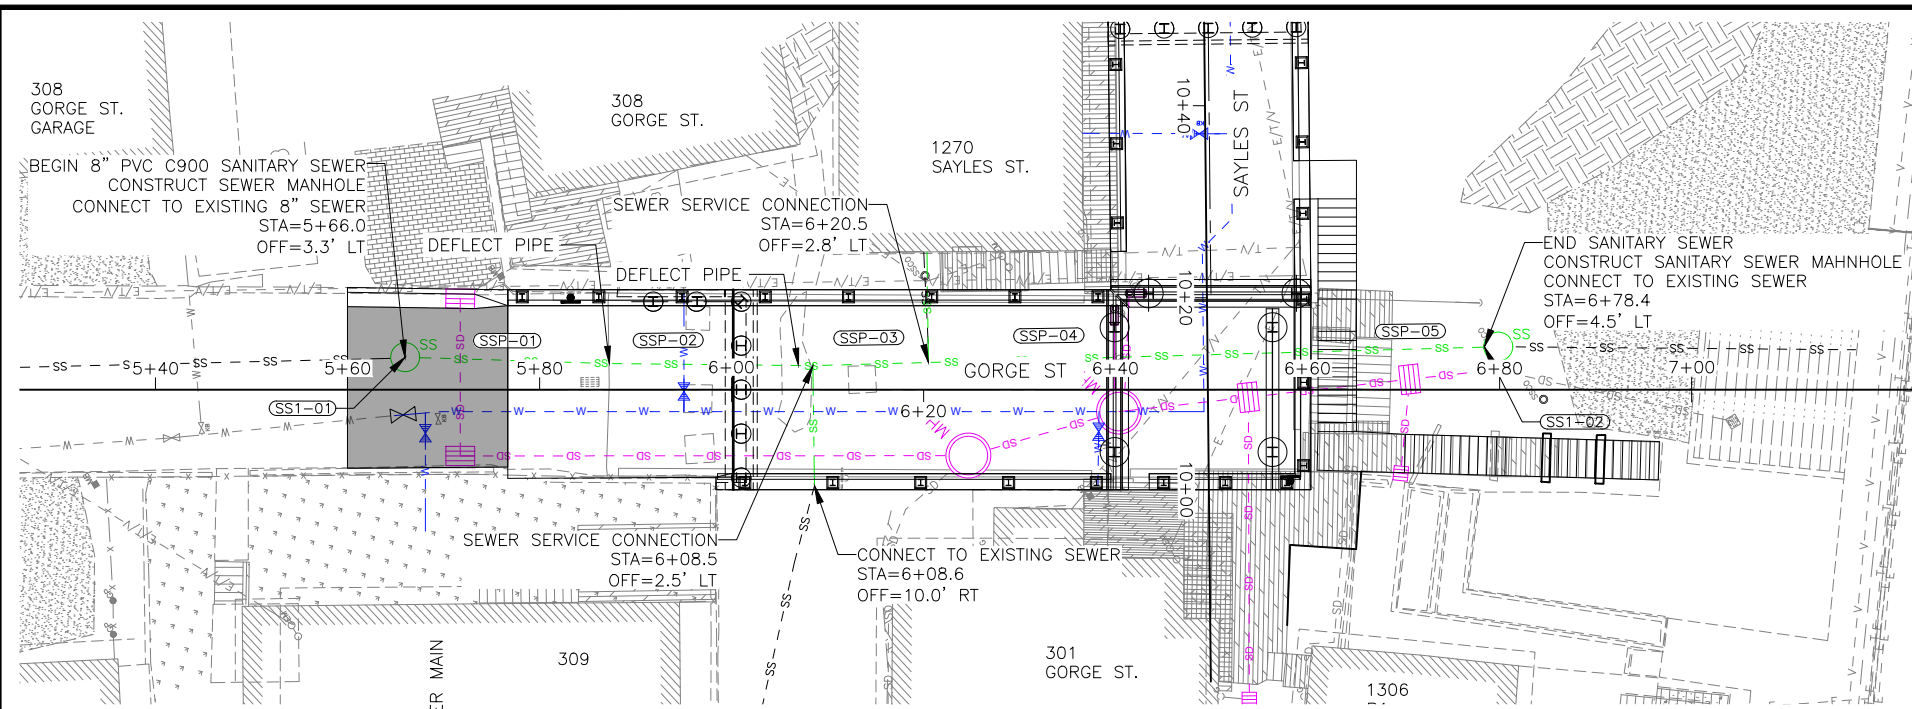 308
GORGE ST.
GARAGE
308
GORGE ST.
1270
SAYLES ST.
BEGIN 8" PVC C900 SANITARY SEWER
CONSTRUCT SEWER MANHOLE
CONNECT TO EXISTING 8" SEWER
STA=5+66.0
OFF=3.3' LT
DEFLECT PIPE
DEFLECT PIPE
SEWER SERVICE CONNECTION
STA=6+20.5
OFF=2.8' LT
10+40
SAYLES ST
10+20
10+00
END SANITARY SEWER
CONSTRUCT SANITARY SEWER MAHNHOLE
CONNECT TO EXISTING SEWER
STA=6+78.4
OFF=4.5' LT
SSP-01
SSP-02
SSP-03
SSP-04
SSP-05
SS
SS
5+40
5+60
5+80
6+00
6+20
GORGE ST
6+40
6+60
6+80
7+00
SS1-01
SS1-02
MH
MH
SEWER SERVICE CONNECTION
STA=6+08.5
OFF=2.5' LT
CONNECT TO EXISTING SEWER
STA=6+08.6
OFF=10.0' RT
309
301
GORGE ST.
1306
ER MAIN